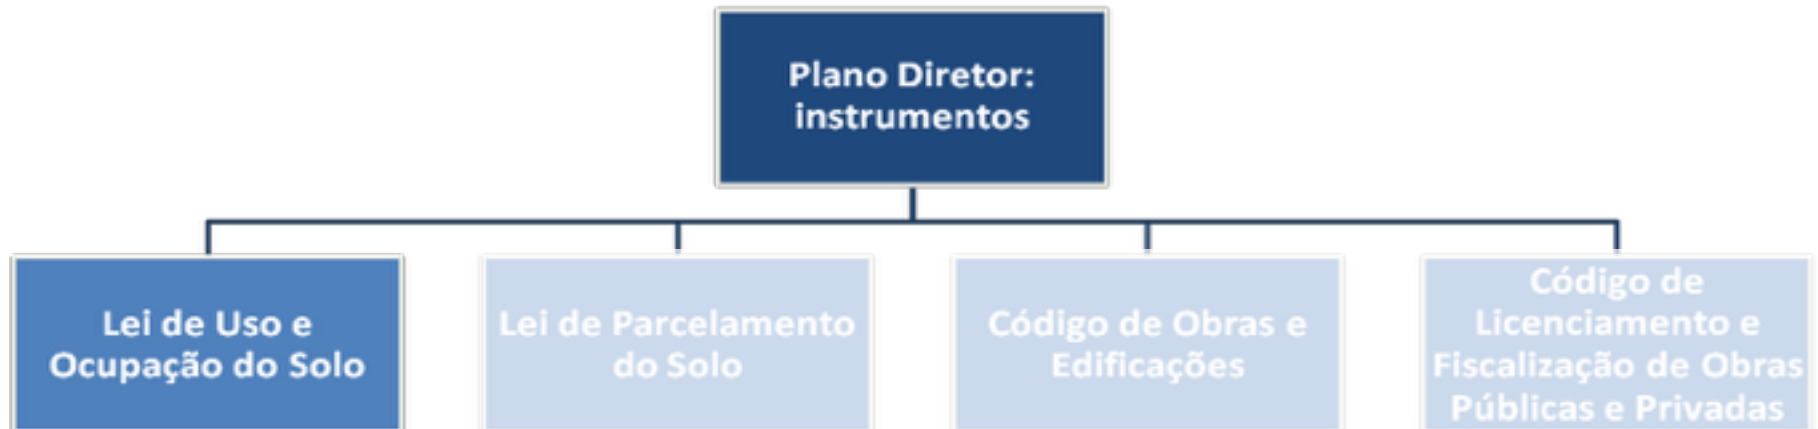 Plano Diretor:
instrumentos
Lei de Uso e
Ocupação do Solo
Lei de Parcelamento
do Solo
Código de Obras e
Edificações
Código de
Licenciamento e
Fiscalização de Obras
Públicas e Privadas